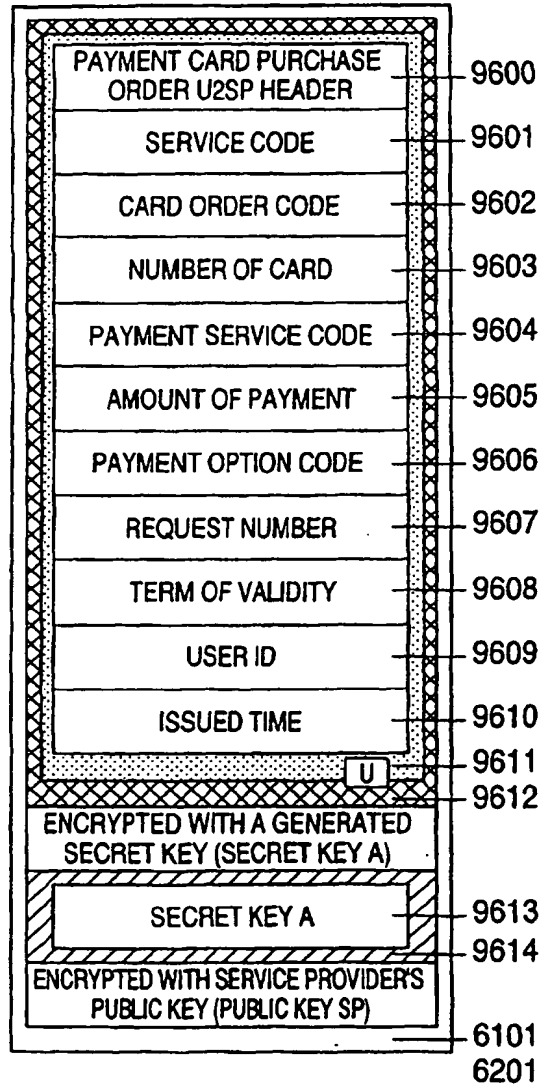 PAYMENT CARD PURCHASE
ORDER U2SP HEADER
9600
SERVICE CODE
9601
CARD ORDER CODE
9602
NUMBER OF CARD
9603
PAYMENT SERVICE CODE
9604
AMOUNT OF PAYMENT
9605
PAYMENT OPTION CODE
9606
REQUEST NUMBER
9607
TERM OF VALIDITY
9608
USER ID
9609
ISSUED TIME
9610
U
9611
9612
ENCRYPTED WITH A GENERATED
SECRET KEY (SECRET KEY A)
SECRET KEY A
9613
9614
ENCRYPTED WITH SERVICE PROVIDER'S
PUBLIC KEY (PUBLIC KEY SP)
6101
6201